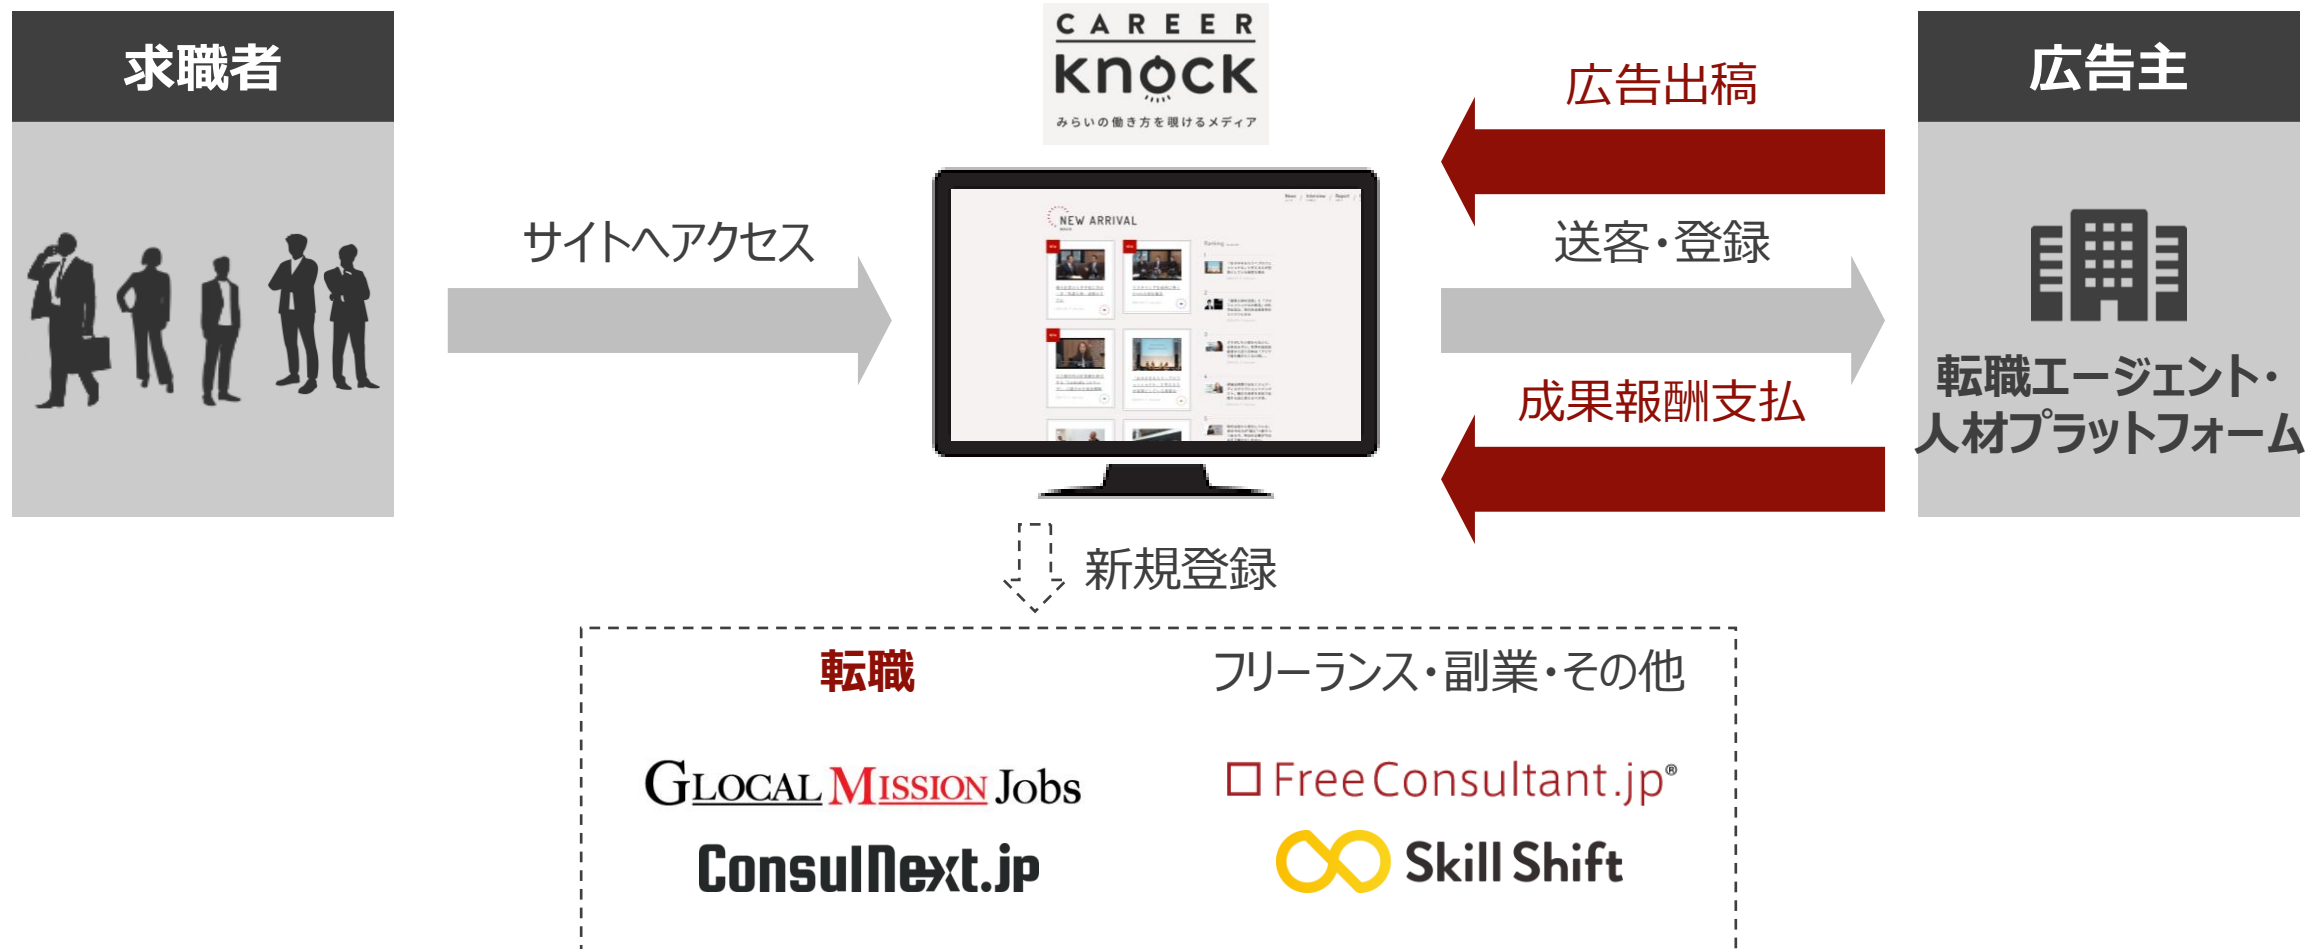 求職者
CAREER
knock
みらいの働き方を覗けるメディア
広告主
広告出稿
サイトへアクセス
送客・登録
NEW ARRIVAL
Ranking
転職エージェント・
人材プラットフォーム
成果報酬支払
新規登録
転職
フリーランス・副業・その他
GLOCAL MISSION Jobs
FreeConsultant.jp®
ConsulNext.jp
Skill Shift